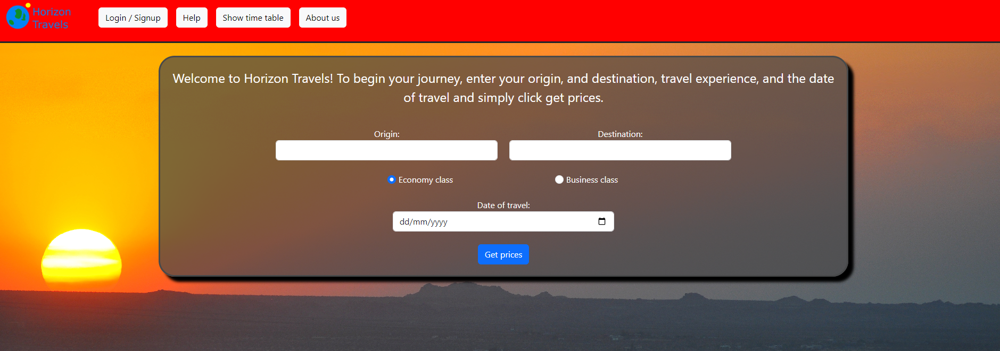 Horizon
Travels
Login / Signup
Help
Show time table
About us
Welcome to Horizon Travels! To begin your journey, enter your origin, and destination, travel experience, and the date
of travel and simply click get prices.
Origin:
Destination:
Economy class
Business class
Date of travel:
dd/mm/yyyy
Get prices